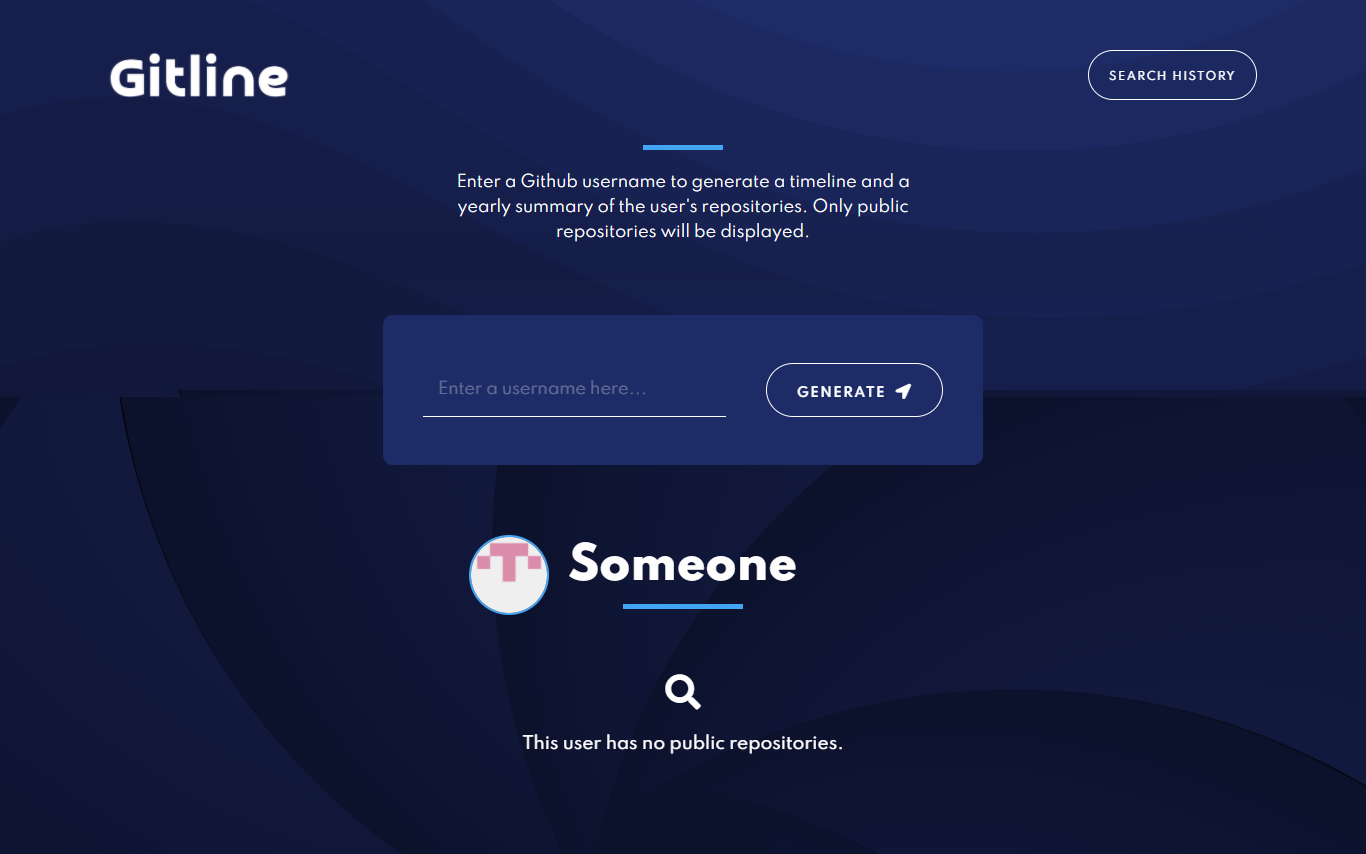 Gitline
SEARCH HISTORY
Enter a Github username to generate a timeline and a
yearly summary of the user's repositories. Only public
repositories will be displayed.
Enter a username here...
GENERATE
Someone
This user has no public repositories.